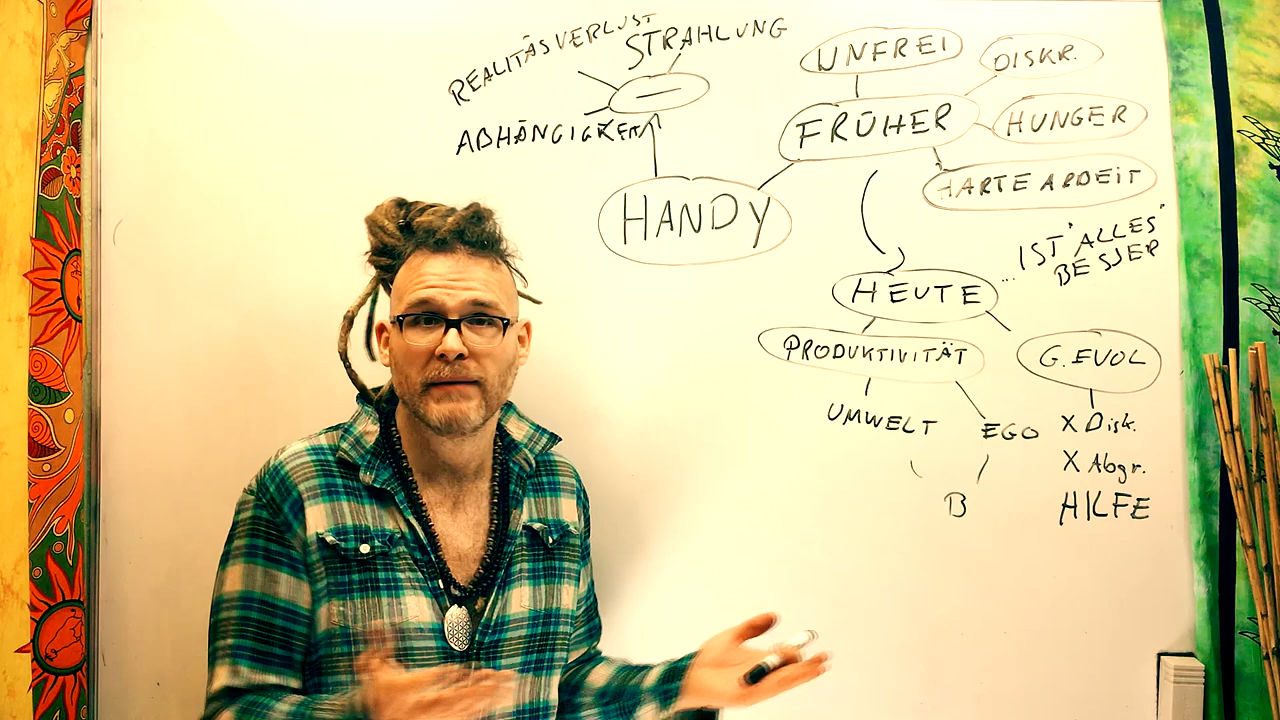 REALITÄSVERLUST
STRAHLUNG
ABHÄNGIGKEIT
HANDY
UNFREI
DISKR.
FRÜHER
HUNGER
HARTE ARBEIT
HEUTE
... IST "ALLES"
BESSER
PRODUKTIVITÄT
G. EVOL
UMWELT
EGO
X Disk.
X Abgr.
B
HILFE